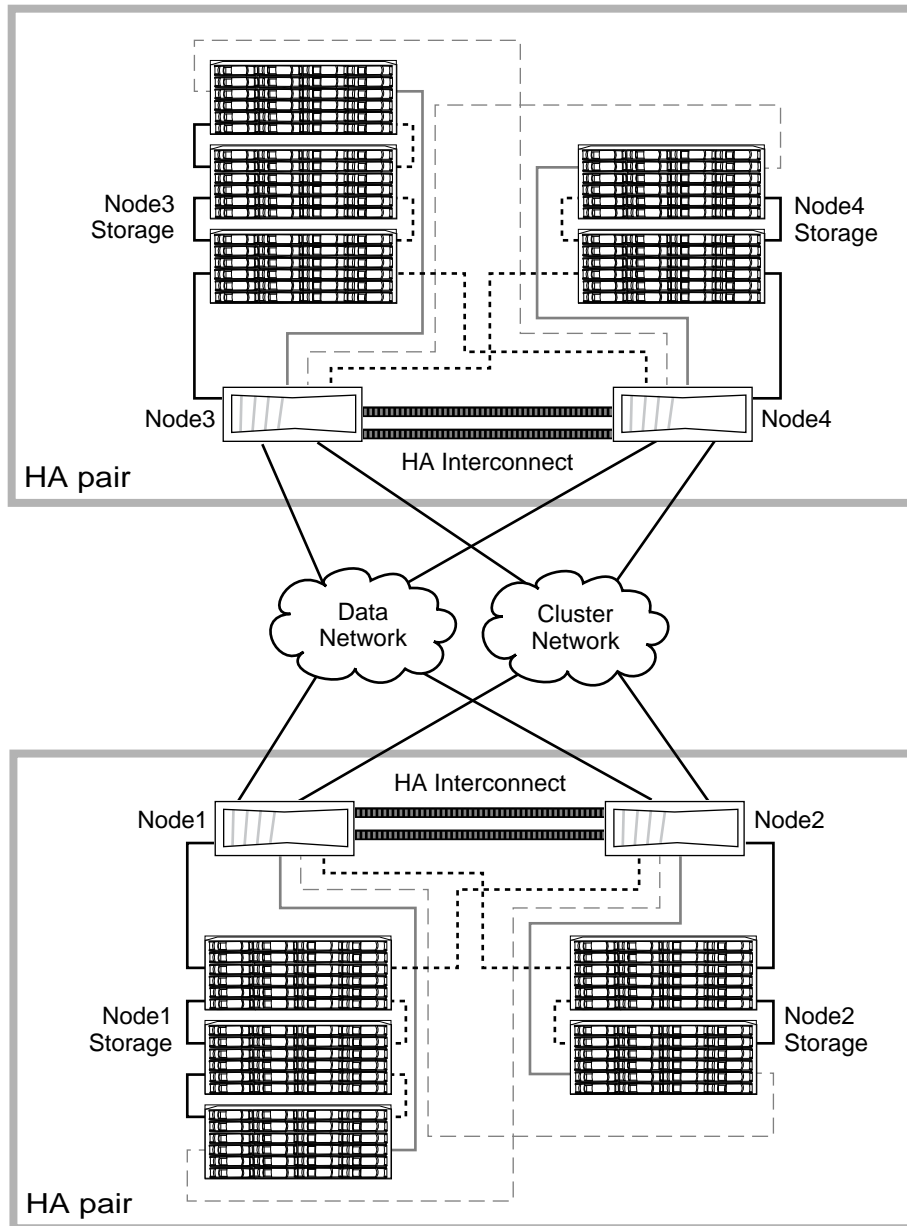 Node3
Storage
Node4
Storage
Node3
Node4
HA Interconnect
HA pair
Data
Network
Cluster
Network
HA Interconnect
Node1
Node2
Node1
Storage
Node2
Storage
HA pair